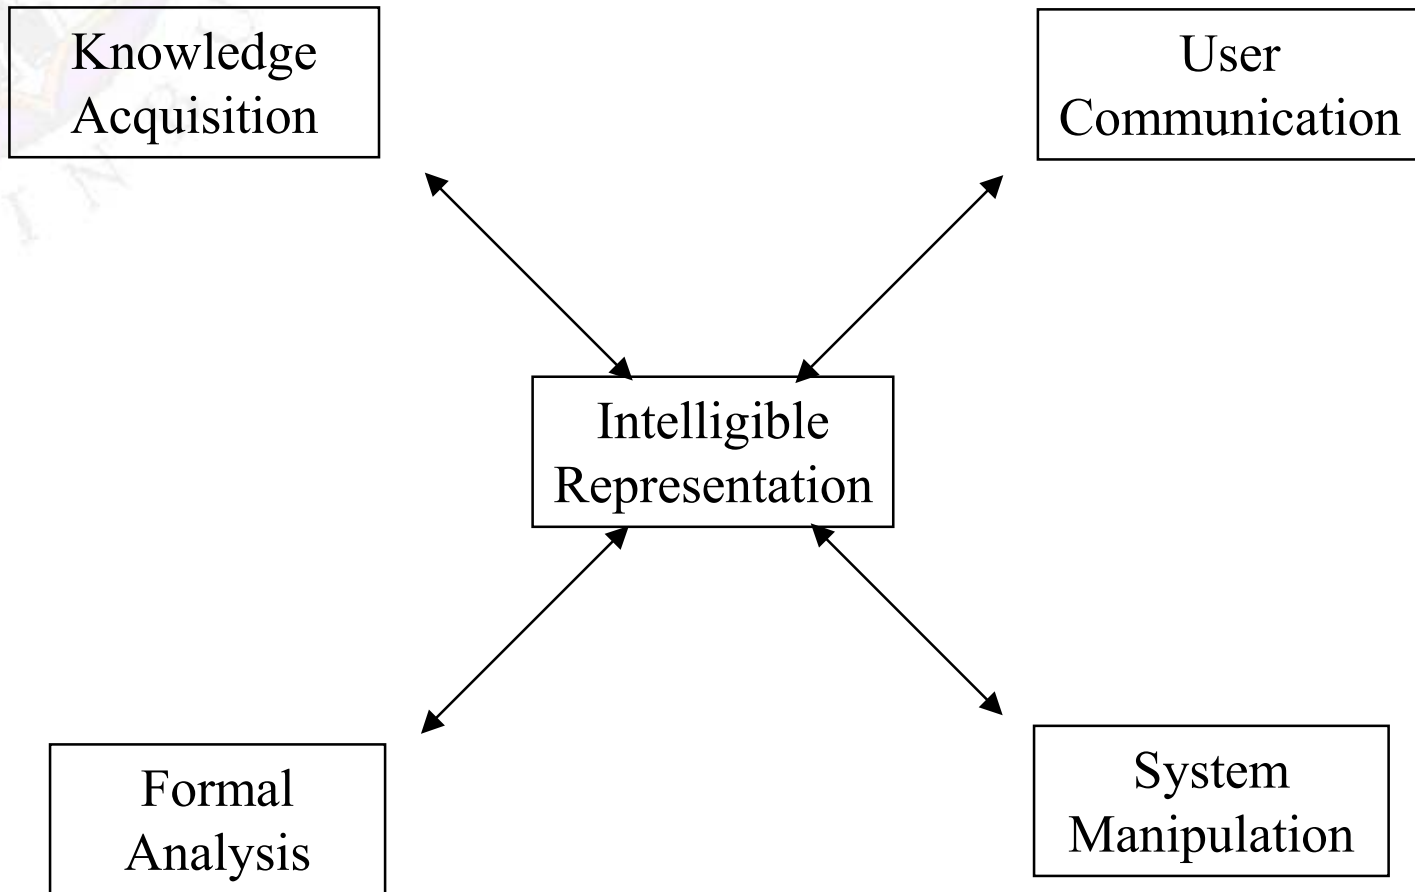 Knowledge
Acquisition
User
Communication
Intelligible
Representation
Formal
Analysis
System
Manipulation